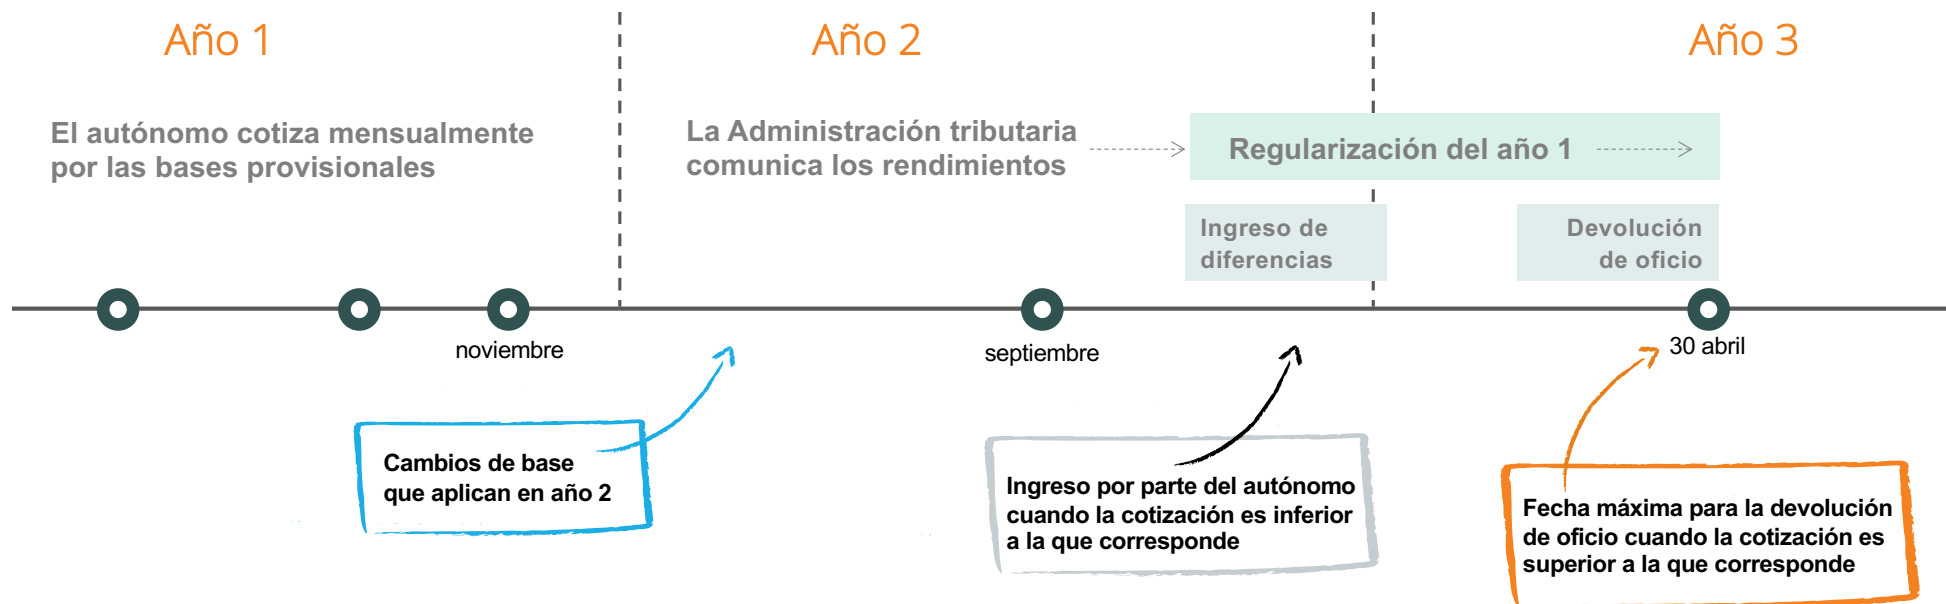 Año 1
Año 2
Año 3
El autónomo cotiza mensualmente
por las bases provisionales
La Administración tributaria
comunica los rendimientos
Regularización del año 1
Ingreso de
diferencias
Devolución
de oficio
noviembre
septiembre
30 abril
Cambios de base
que aplican en año 2
Ingreso por parte del autónomo
cuando la cotización es inferior
a la que corresponde
Fecha máxima para la devolución
de oficio cuando la cotización es
superior a la que corresponde